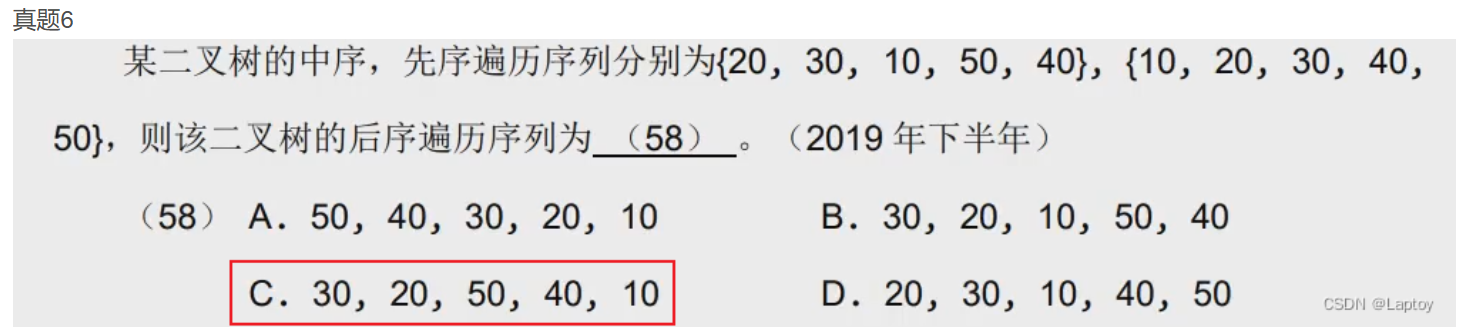 真题6
某二叉树的中序，先序遍历序列分别为{20，30，10，50，40}，{10，20，30，40，
50}，则该二叉树的后序遍历序列为 （58） 。（2019 年下半年）
（58） A．50，40，30，20，10 B．30，20，10，50，40
C．30，20，50，40，10 D．20，30，10，40，50
CSDN @Laptoy